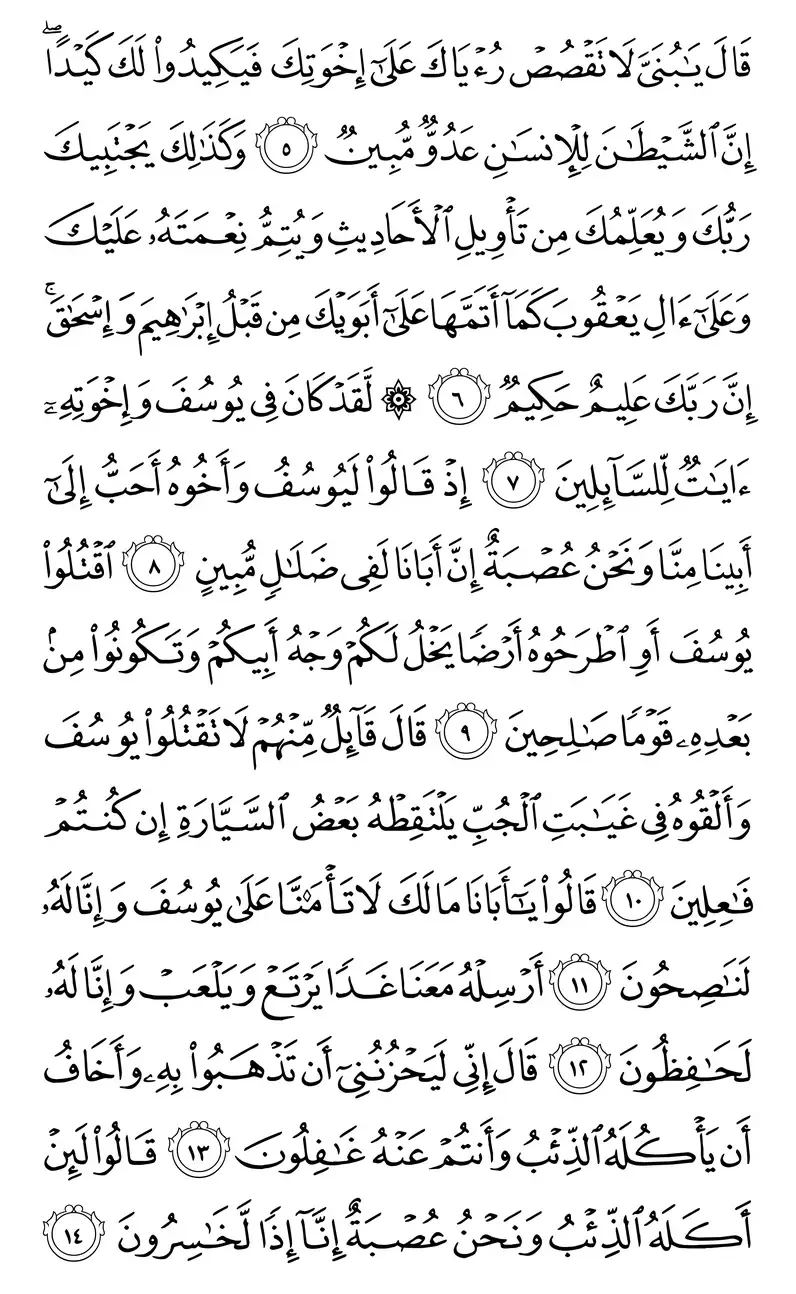 قَالَ يَٰبُنَىَّ لَا تَقْصُصْ رُءْيَاكَ عَلَىٰٓ إِخْوَتِكَ فَيَكِيدُوا۟ لَكَ كَيْدًا ۖ
إِنَّ ٱلشَّيْطَٰنَ لِلْإِنسَٰنِ عَدُوٌّ مُّبِينٌ ٥ وَكَذَٰلِكَ يَجْتَبِيكَ
رَبُّكَ وَيُعَلِّمُكَ مِن تَأْوِيلِ ٱلْأَحَادِيثِ وَيُتِمُّ نِعْمَتَهُۥ عَلَيْكَ
وَعَلَىٰٓ ءَالِ يَعْقُوبَ كَمَآ أَتَمَّهَا عَلَىٰٓ أَبَوَيْكَ مِن قَبْلُ إِبْرَٰهِيمَ وَإِسْحَٰقَ ۚ
إِنَّ رَبَّكَ عَلِيمٌ حَكِيمٌ ٦ ۞ لَّقَدْ كَانَ فِى يُوسُفَ وَإِخْوَتِهِۦٓ
ءَايَٰتٌ لِّلسَّآئِلِينَ ٧ إِذْ قَالُوا۟ لَيُوسُفُ وَأَخُوهُ أَحَبُّ إِلَىٰٓ
أَبِينَا مِنَّا وَنَحْنُ عُصْبَةٌ إِنَّ أَبَانَا لَفِى ضَلَٰلٍ مُّبِينٍ ٨ ٱقْتُلُوا۟
يُوسُفَ أَوِ ٱطْرَحُوهُ أَرْضًا يَخْلُ لَكُمْ وَجْهُ أَبِيكُمْ وَتَكُونُوا۟ مِنۢ
بَعْدِهِۦ قَوْمًا صَٰلِحِينَ ٩ قَالَ قَآئِلٌ مِّنْهُمْ لَا تَقْتُلُوا۟ يُوسُفَ
وَأَلْقُوهُ فِى غَيَٰبَتِ ٱلْجُبِّ يَلْتَقِطْهُ بَعْضُ ٱلسَّيَّارَةِ إِن كُنتُمْ
فَٰعِلِينَ ١٠ قَالُوا۟ يَٰٓأَبَانَا مَا لَكَ لَا تَأْمَ۫نَّا عَلَىٰ يُوسُفَ وَإِنَّا لَهُۥ
لَنَٰصِحُونَ ١١ أَرْسِلْهُ مَعَنَا غَدًا يَرْتَعْ وَيَلْعَبْ وَإِنَّا لَهُۥ
لَحَٰفِظُونَ ١٢ قَالَ إِنِّى لَيَحْزُنُنِىٓ أَن تَذْهَبُوا۟ بِهِۦ وَأَخَافُ
أَن يَأْكُلَهُ ٱلذِّئْبُ وَأَنتُمْ عَنْهُ غَٰفِلُونَ ١٣ قَالُوا۟ لَئِنْ
أَكَلَهُ ٱلذِّئْبُ وَنَحْنُ عُصْبَةٌ إِنَّآ إِذًا لَّخَٰسِرُونَ ١٤